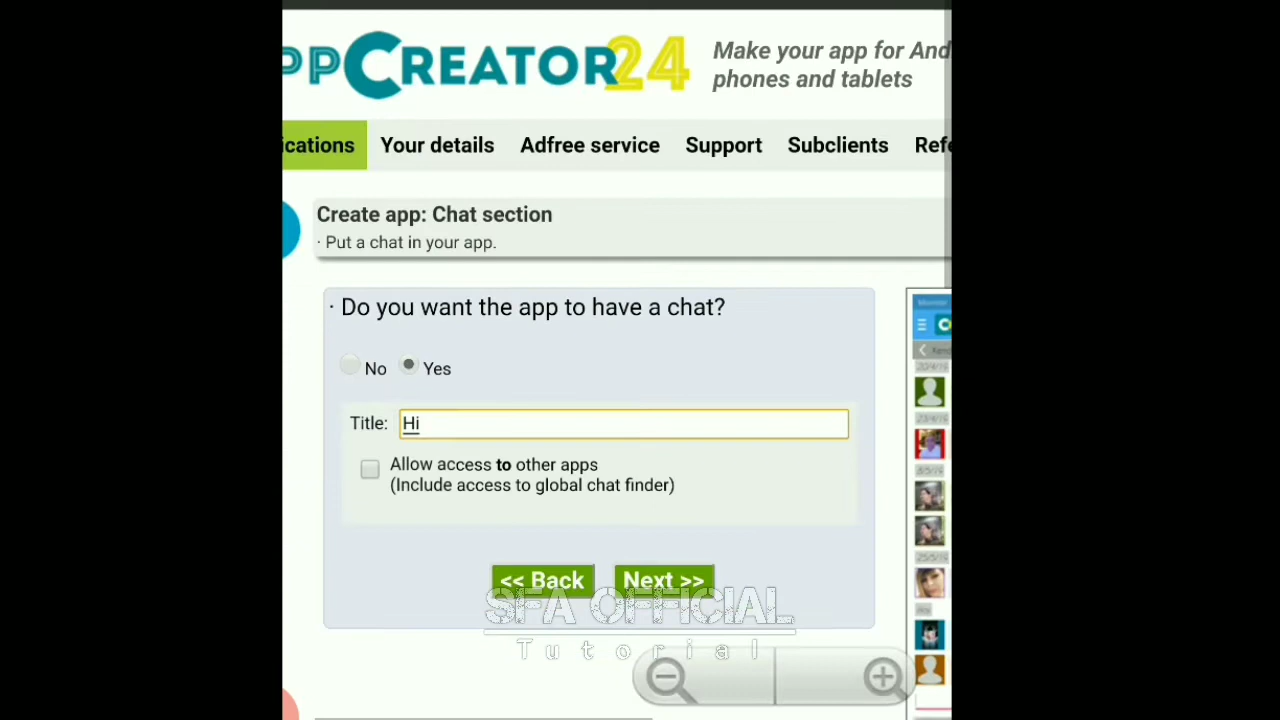 PPCREATOR24
Make your app for And
phones and tablets
ications
Your details
Adfree service
Support
Subclients
Refe
Create app: Chat section
· Put a chat in your app.
· Do you want the app to have a chat?
No
Yes
Title:
Hi
Allow access to other apps
(Include access to global chat finder)
<< Back
Next >>
SFA OFFICIAL
Tutorial